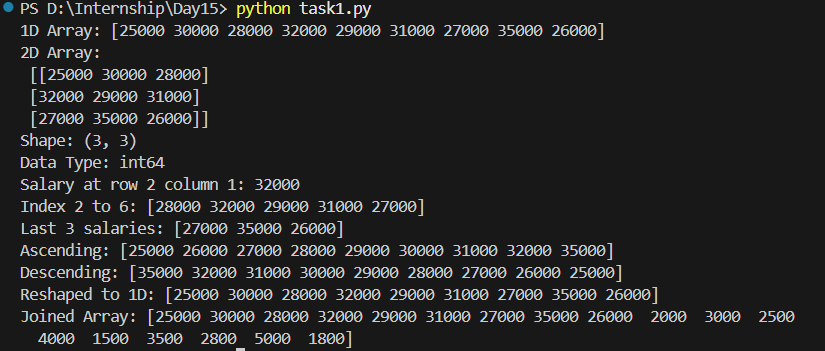 PS D:\Internship\Day15> python task1.py
1D Array: [25000 30000 28000 32000 29000 31000 27000 35000 26000]
2D Array:
 [[25000 30000 28000]
 [32000 29000 31000]
 [27000 35000 26000]]
Shape: (3, 3)
Data Type: int64
Salary at row 2 column 1: 32000
Index 2 to 6: [28000 32000 29000 31000 27000]
Last 3 salaries: [27000 35000 26000]
Ascending: [25000 26000 27000 28000 29000 30000 31000 32000 35000]
Descending: [35000 32000 31000 30000 29000 28000 27000 26000 25000]
Reshaped to 1D: [25000 30000 28000 32000 29000 31000 27000 35000 26000]
Joined Array: [25000 30000 28000 32000 29000 31000 27000 35000 26000  2000  3000  2500
  4000  1500  3500  2800  5000  1800]